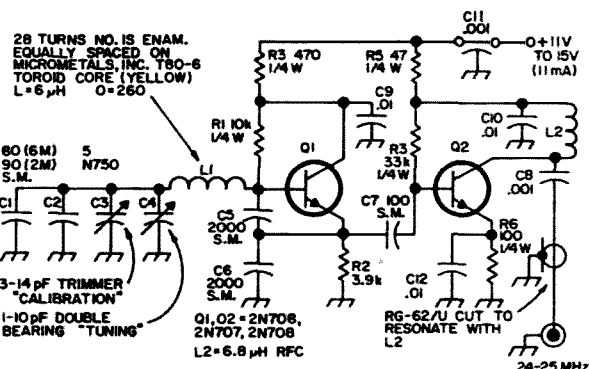 28 TURNS NO. 18 ENAM.
EQUALLY SPACED ON
MICROMETALS, INC. T80-6
TOROID CORE (YELLOW)
L=6µH Q=260
R3 470
1/4 W
R5 47
1/4 W
C11
.001
+11V
TO 15V
(11mA)
R1 10k
1/4W
C9
.01
C10
.01
L2
60 (6M)
90 (2M)
S.M.
5
N750
L1
Q1
R3
33k
1/4W
Q2
C8
.001
C1
C2
C3
C4
C5
2000
S.M.
C7 100
S.M.
R6
100
1/4W
C6
2000
S.M.
R2
3.9k
C12
.01
3-14 pF TRIMMER
"CALIBRATION"
1-10pF DOUBLE
BEARING "TUNING"
Q1, Q2 = 2N706,
2N707, 2N708
L2=6.8 µH RFC
RG-62/U CUT TO
RESONATE WITH
L2
24-25 MHz